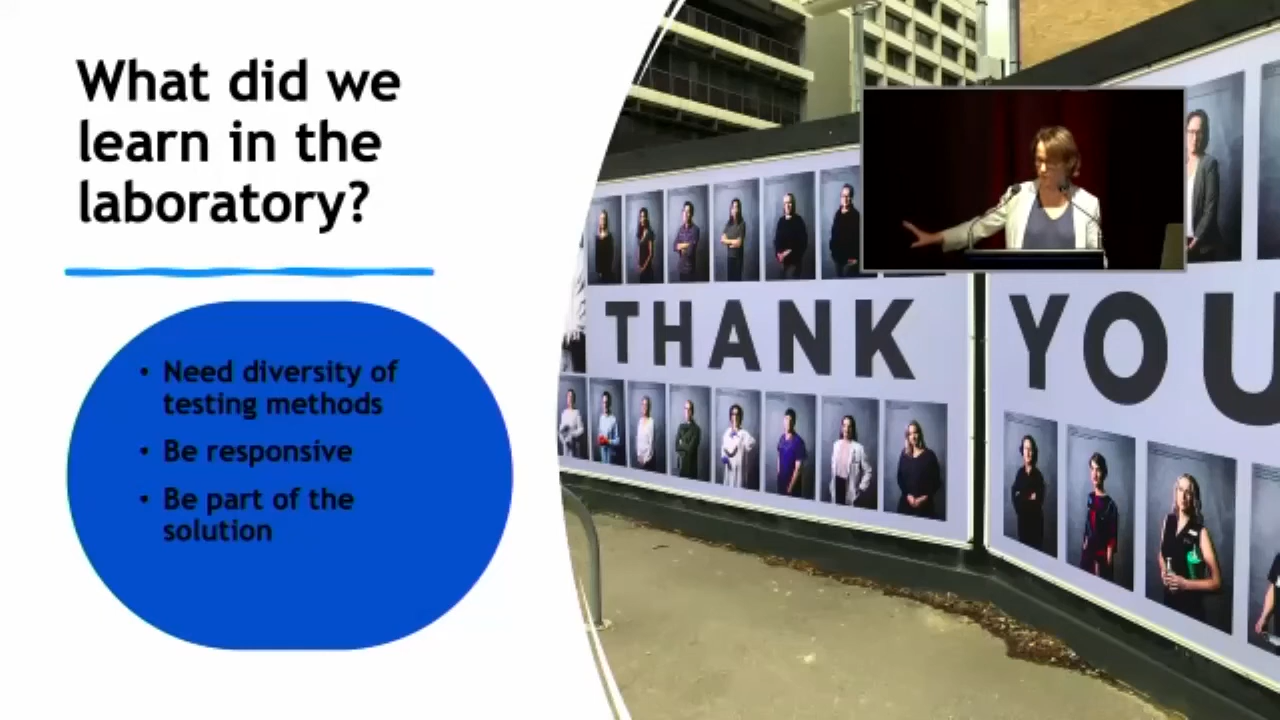 What did we
learn in the
laboratory?
• Need diversity of
testing methods
• Be responsive
• Be part of the
solution
THANK YOU